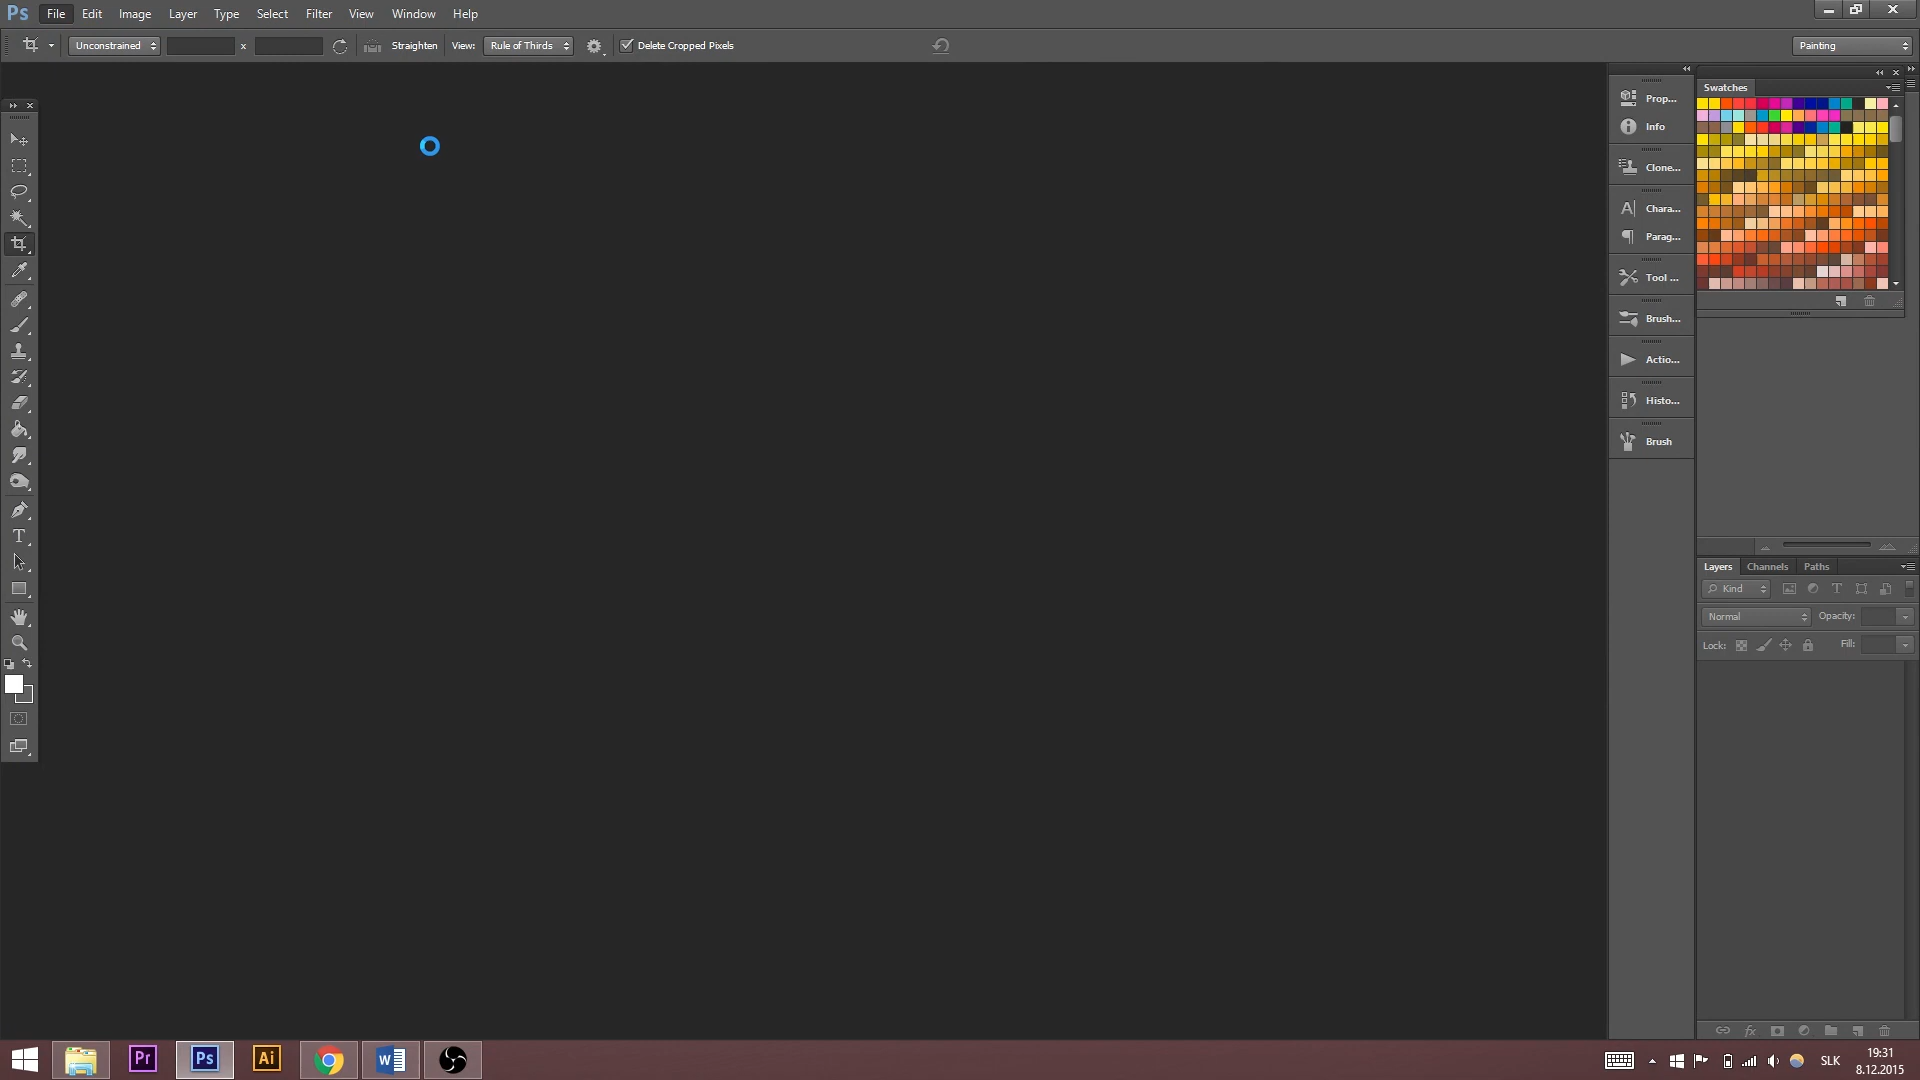 Ps File Edit Image Layer Type Select Filter View Window Help
Unconstrained x Straighten View: Rule of Thirds Delete Cropped Pixels Painting
Swatches
Prop...
Info
Clone...
Chara...
Parag...
Tool ...
Brush...
Actio...
Histo...
Brush
T
Layers Channels Paths
Kind T
Normal Opacity:
Lock: Fill:
fx
Pr Ps Ai W SLK 19:31
8.12.2015